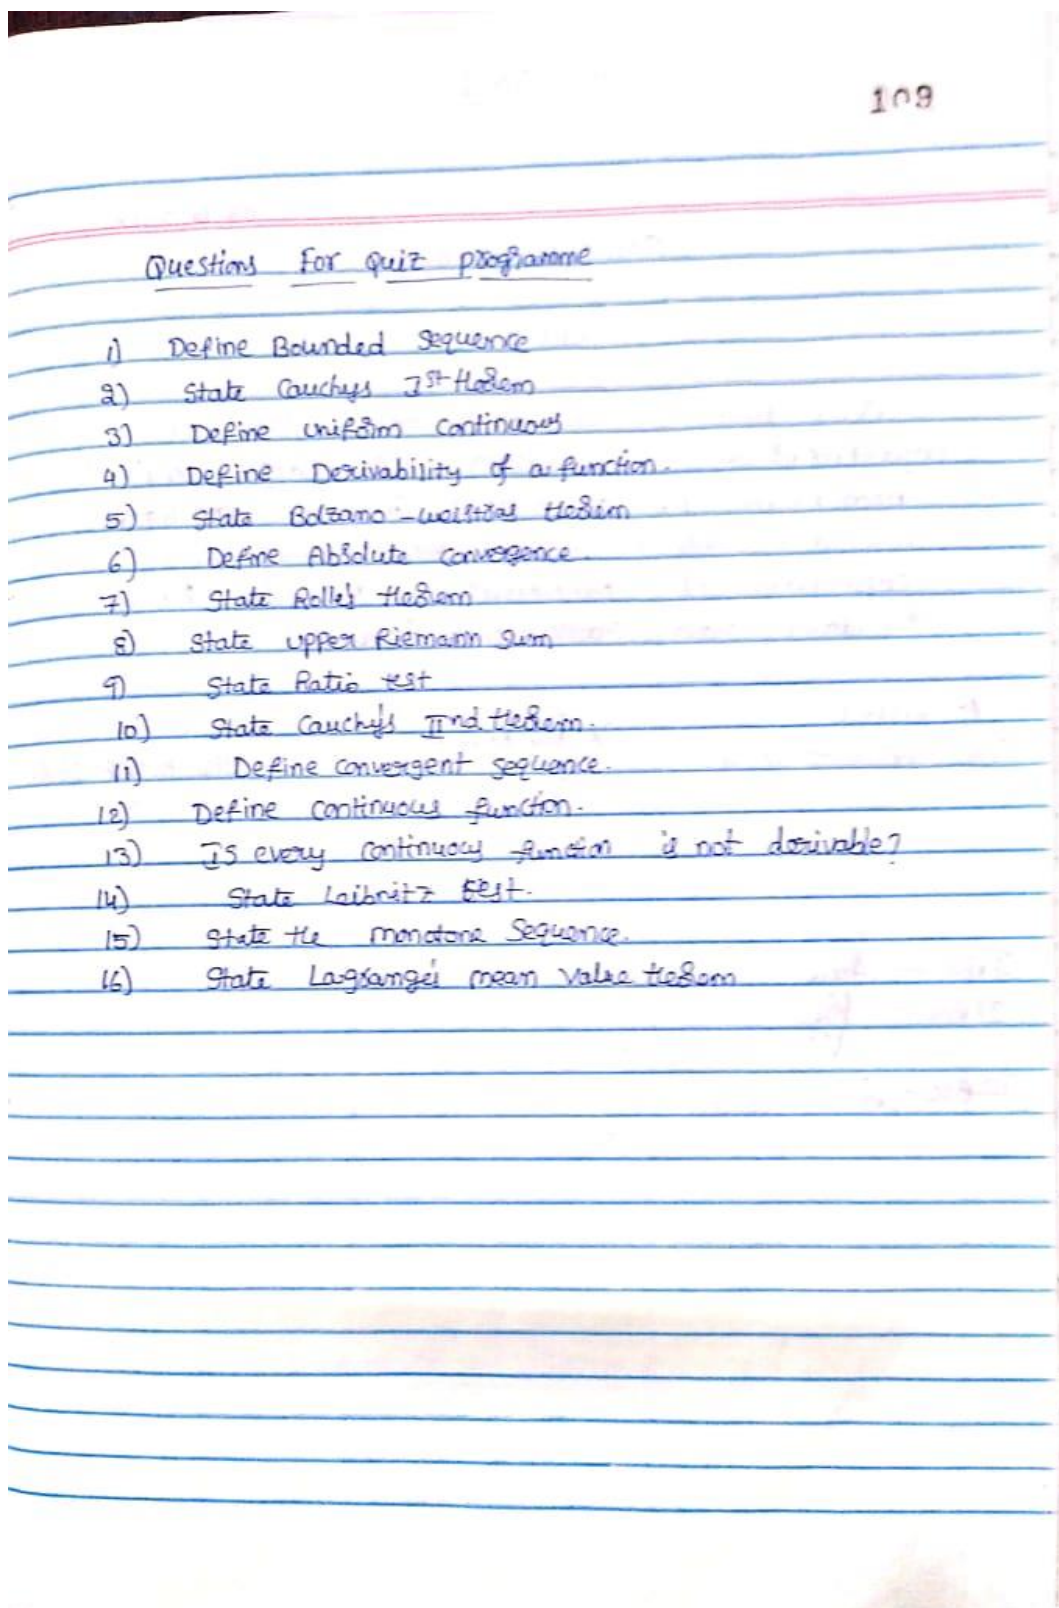 109
Questions For Quiz programme
1) Define Bounded Sequence
2) State Cauchys Ist theorem
3) Define uniform continuous
4) Define Derivability of a function.
5) State Bolzano-weistras theorim
6) Define Absolute convergence.
7) State Rolle's theorem
8) State upper Riemann sum
9) State Ratio test
10) State Cauchy's IInd theorem.
11) Define convergent sequence.
12) Define continuous function.
13) Is every continuous function is not derivable?
14) State Leibnitz test.
15) State the monotone Sequence.
16) State Lagrange's mean value theorem